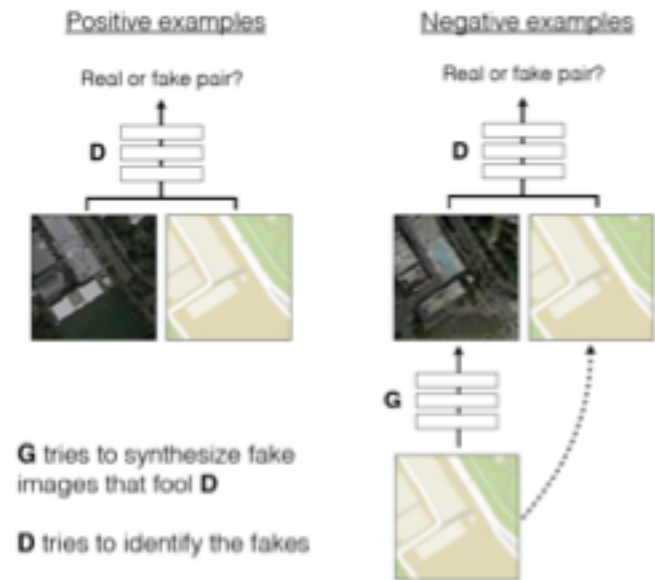 Positive examples
Real or fake pair?
D
Negative examples
Real or fake pair?
D
G
G tries to synthesize fake
images that fool D
D tries to identify the fakes